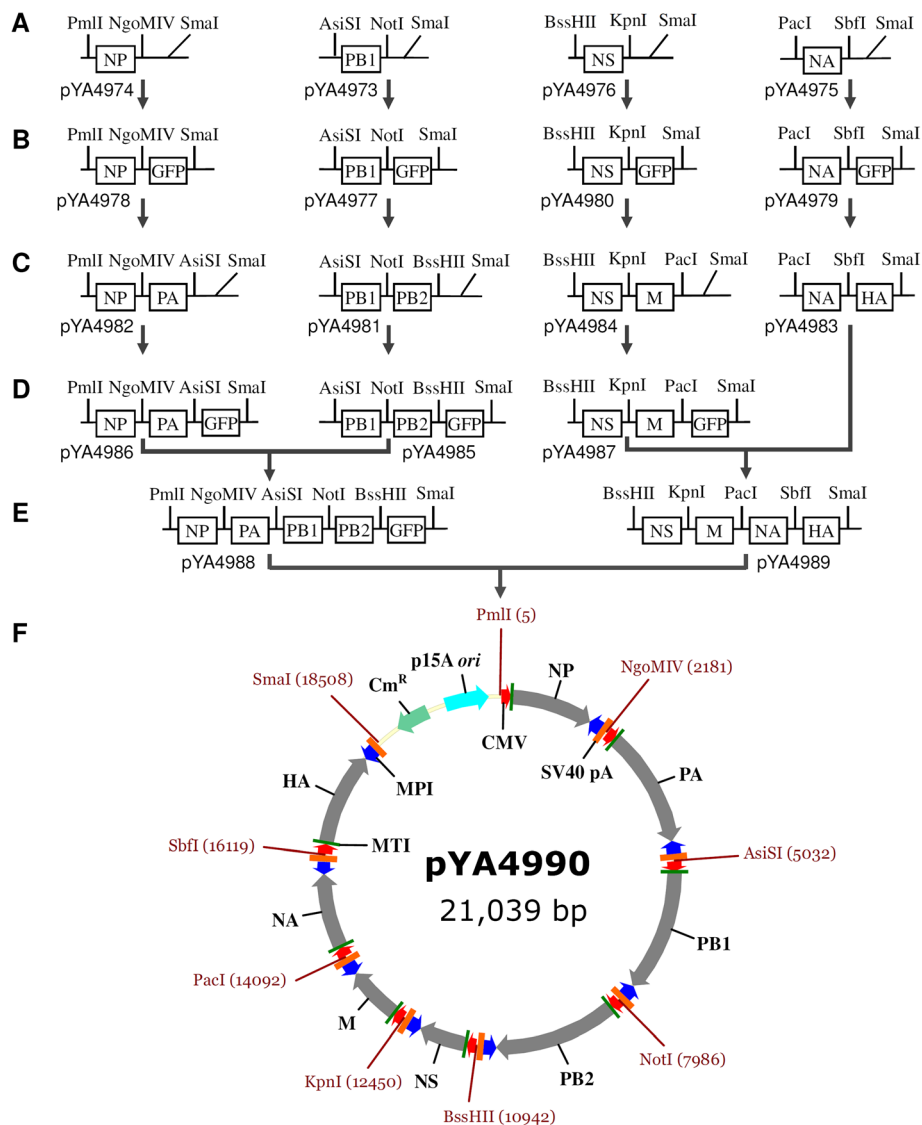 A
PmlI NgoMIV SmaI
AsiSI NotI SmaI
BssHII KpnI SmaI
PacI SbfI SmaI
NP
PB1
NS
NA
pYA4974
pYA4973
pYA4976
pYA4975
B
PmlI NgoMIV SmaI
AsiSI NotI SmaI
BssHII KpnI SmaI
PacI SbfI SmaI
NP GFP
PB1 GFP
NS GFP
NA GFP
pYA4978
pYA4977
pYA4980
pYA4979
C
PmlI NgoMIV AsiSI SmaI
AsiSI NotI BssHII SmaI
BssHII KpnI PacI SmaI
PacI SbfI SmaI
NP PA
PB1 PB2
NS M
NA HA
pYA4982
pYA4981
pYA4984
pYA4983
D
PmlI NgoMIV AsiSI SmaI
AsiSI NotI BssHII SmaI
BssHII KpnI PacI SmaI
NP PA GFP
PB1 PB2 GFP
NS M GFP
pYA4986
pYA4985
pYA4987
E
PmlI NgoMIV AsiSI NotI BssHII SmaI
BssHII KpnI PacI SbfI SmaI
NP PA PB1 PB2 GFP
NS M NA HA
pYA4988
pYA4989
F
PmlI (5)
p15A ori
NP
NgoMIV (2181)
SmaI (18508)
CmR
CMV
SV40 pA
MPI
HA
PA
SbfI (16119)
MTI
AsiSI (5032)
pYA4990
21,039 bp
NA
PB1
PacI (14092)
M
NotI (7986)
KpnI (12450)
NS
PB2
BssHII (10942)